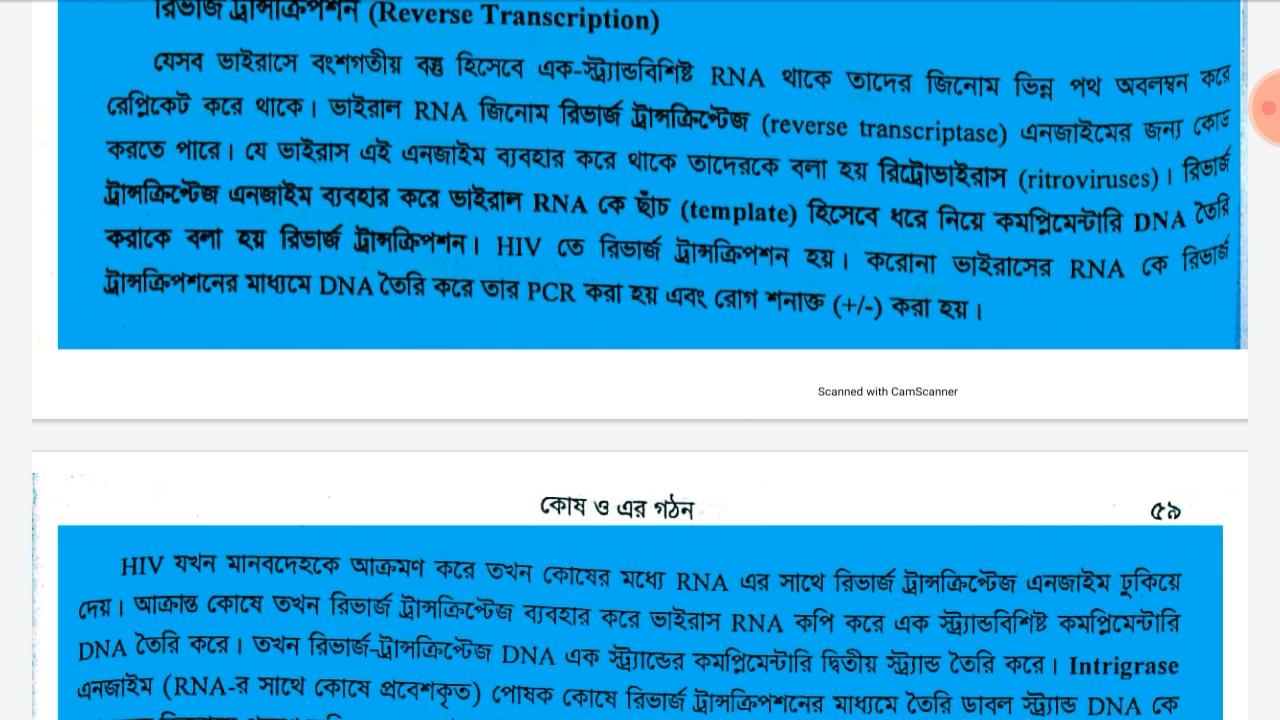 রিভার্জ ট্রান্সক্রিপশন (Reverse Transcription)
যেসব ভাইরাসে বংশগতীয় বস্তু হিসেবে এক-স্ট্র্যান্ডবিশিষ্ট RNA থাকে তাদের জিনোম ভিন্ন পথ অবলম্বন করে
রেপ্লিকেট করে থাকে। ভাইরাল RNA জিনোম রিভার্জ ট্রান্সক্রিপ্টেজ (reverse transcriptase) এনজাইমের জন্য কোড
করতে পারে। যে ভাইরাস এই এনজাইম ব্যবহার করে থাকে তাদেরকে বলা হয় রিট্রোভাইরাস (ritroviruses)। রিভার্জ
ট্রান্সক্রিপ্টেজ এনজাইম ব্যবহার করে ভাইরাল RNA কে ছাঁচ (template) হিসেবে ধরে নিয়ে কমপ্লিমেন্টারি DNA তৈরি
করাকে বলা হয় রিভার্জ ট্রান্সক্রিপশন। HIV তে রিভার্জ ট্রান্সক্রিপশন হয়। করোনা ভাইরাসের RNA কে রিভার্জ
ট্রান্সক্রিপশনের মাধ্যমে DNA তৈরি করে তার PCR করা হয় এবং রোগ শনাক্ত (+/-) করা হয়।
Scanned with CamScanner
কোষ ও এর গঠন ৫৯
HIV যখন মানবদেহকে আক্রমণ করে তখন কোষের মধ্যে RNA এর সাথে রিভার্জ ট্রান্সক্রিপ্টেজ এনজাইম ঢুকিয়ে
দেয়। আক্রান্ত কোষে তখন রিভার্জ ট্রান্সক্রিপ্টেজ ব্যবহার করে ভাইরাস RNA কপি করে এক স্ট্র্যান্ডবিশিষ্ট কমপ্লিমেন্টারি
DNA তৈরি করে। তখন রিভার্জ-ট্রান্সক্রিপ্টেজ DNA এক স্ট্র্যান্ডের কমপ্লিমেন্টারি দ্বিতীয় স্ট্র্যান্ড তৈরি করে। Intrigrase
এনজাইম (RNA-র সাথে কোষে প্রবেশকৃত) পোষক কোষে রিভার্জ ট্রান্সক্রিপশনের মাধ্যমে তৈরি ডাবল স্ট্র্যান্ড DNA কে